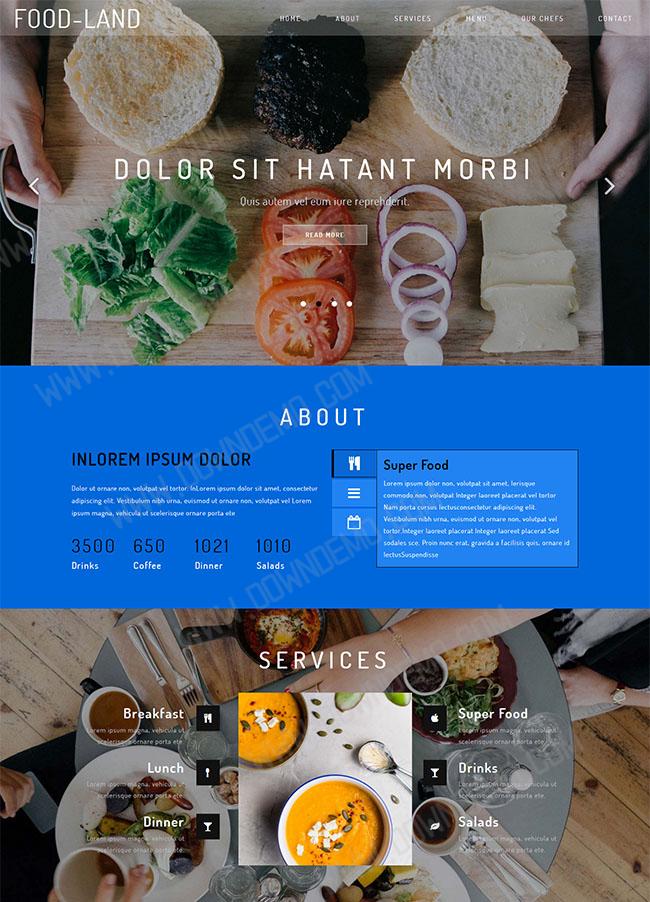 FOOD-LAND
HOME ABOUT SERVICES MENU OUR CHEFS CONTACT
DOLOR SIT HATANT MORBI
Quis autem vel eum iure reprehderit.
READ MORE
ABOUT
INLOREM IPSUM DOLOR
Dolor ut ornare non, volutpat vel tortor. InLorem ipsum dolor sit amet, consectetur
adipiscing elit. Vestibulum nibh urna, euismod ut ornare non, volutpat vel Lorem
ipsum magna, vehicula ut scelerisque ornare porta ete
3500 650 1021 1010
Drinks Coffee Dinner Salads
Super Food
Lorem ipsum dolor non, volutpat sit amet, lerisque
commodo.non, volutpat Integer laoreet placerat vel tortor
Nam porta cursus lectusconsectetur adipiscing elit.
Vestibulum nibh urna, euismod ut ornare non, volutpat vel
tortor.Integer laoreet placerat Integer laoreet placerat Sed
sodales sce. Proin nunc erat, gravida a facilisis quis, ornare id
lectusSuspendisse
SERVICES
Breakfast
Lorem ipsum magna, vehicula ut
scelerisque ornare porta ete.
Lunch
Lorem ipsum magna, vehicula ut
scelerisque ornare porta ete.
Dinner
Lorem ipsum magna, vehicula ut
scelerisque ornare porta ete.
Super Food
Lorem ipsum magna, vehicula ut
scelerisque ornare porta ete.
Drinks
Lorem ipsum magna, vehicula ut
scelerisque ornare porta ete.
Salads
Lorem ipsum magna, vehicula ut
scelerisque ornare porta ete.
WWW.DOWNDEMO.COM